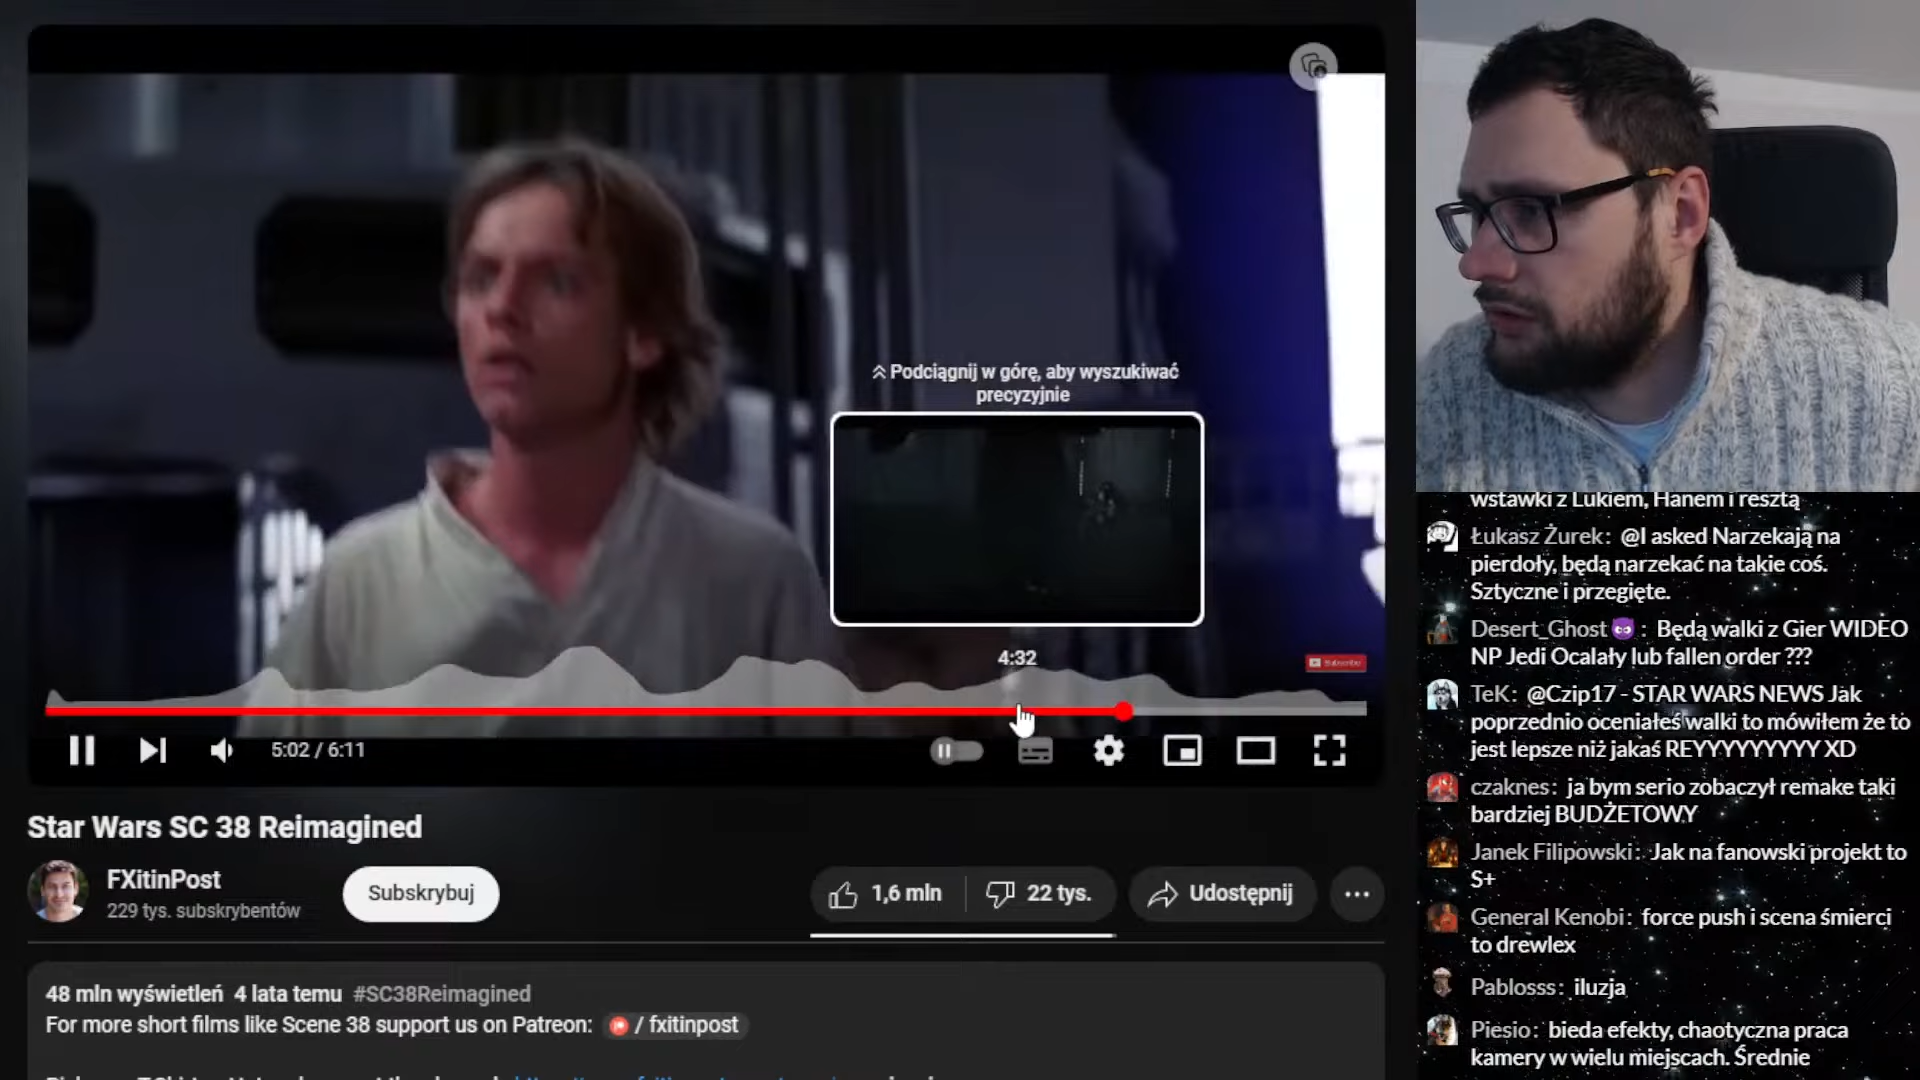 Podciągnij w górę, aby wyszukiwać
precyzyjnie
4:32
Subscribe
5:02 / 6:11
Star Wars SC 38 Reimagined
FXitinPost
229 tys. subskrybentów
Subskrybuj
1,6 mln
22 tys.
Udostępnij
48 mln wyświetleń 4 lata temu #SC38Reimagined
For more short films like Scene 38 support us on Patreon: / fxitinpost
wstawki z Lukiem, Hanem i resztą
Łukasz Żurek: @I asked Narzekają na
pierdoły, będą narzekać na takie coś.
Sztyczne i przegięte.
Desert_Ghost😈 : Będą walki z Gier WIDEO
NP Jedi Ocalały lub fallen order ???
TeK: @Czip17 - STAR WARS NEWS Jak
poprzednio oceniałeś walki to mówiłem że to
jest lepsze niż jakaś REYYYYYYYYY XD
czaknes: ja bym serio zobaczył remake taki
bardziej BUDŻETOWY
Janek Filipowski: Jak na fanowski projekt to
S+
General Kenobi: force push i scena śmierci
to drewlex
Pablosss: iluzja
Piesio: bieda efekty, chaotyczna praca
kamery w wielu miejscach. Średnie